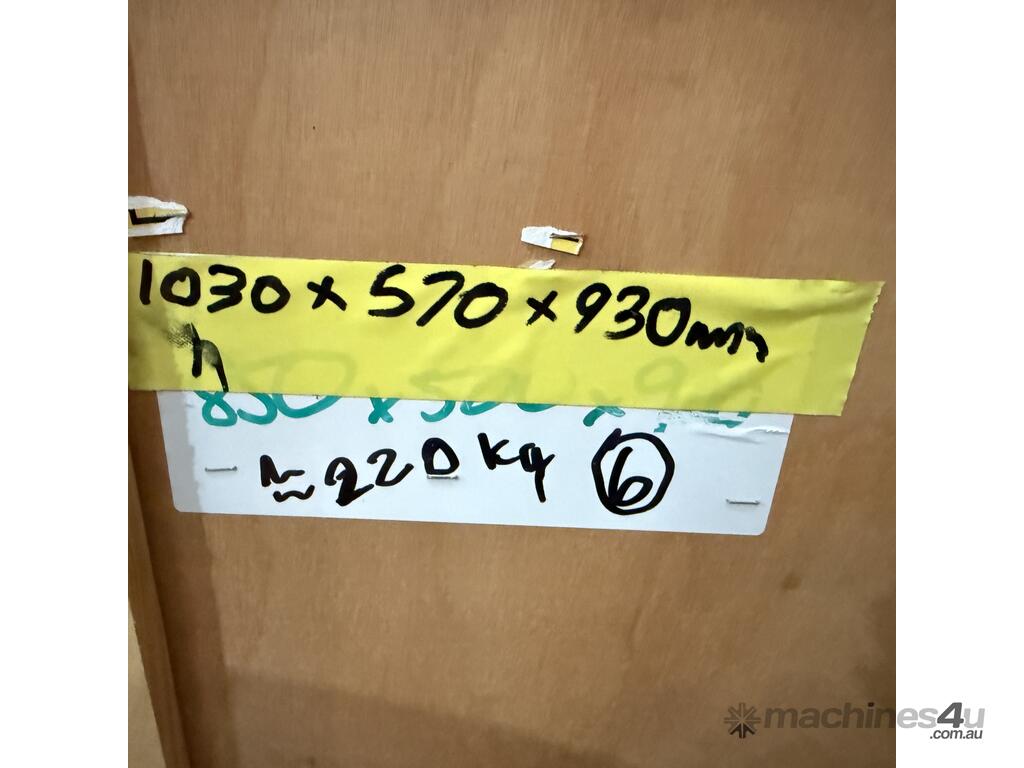 1030 x 570 x 930mm
h
≈ 220 kg 6
machines4u
.com.au